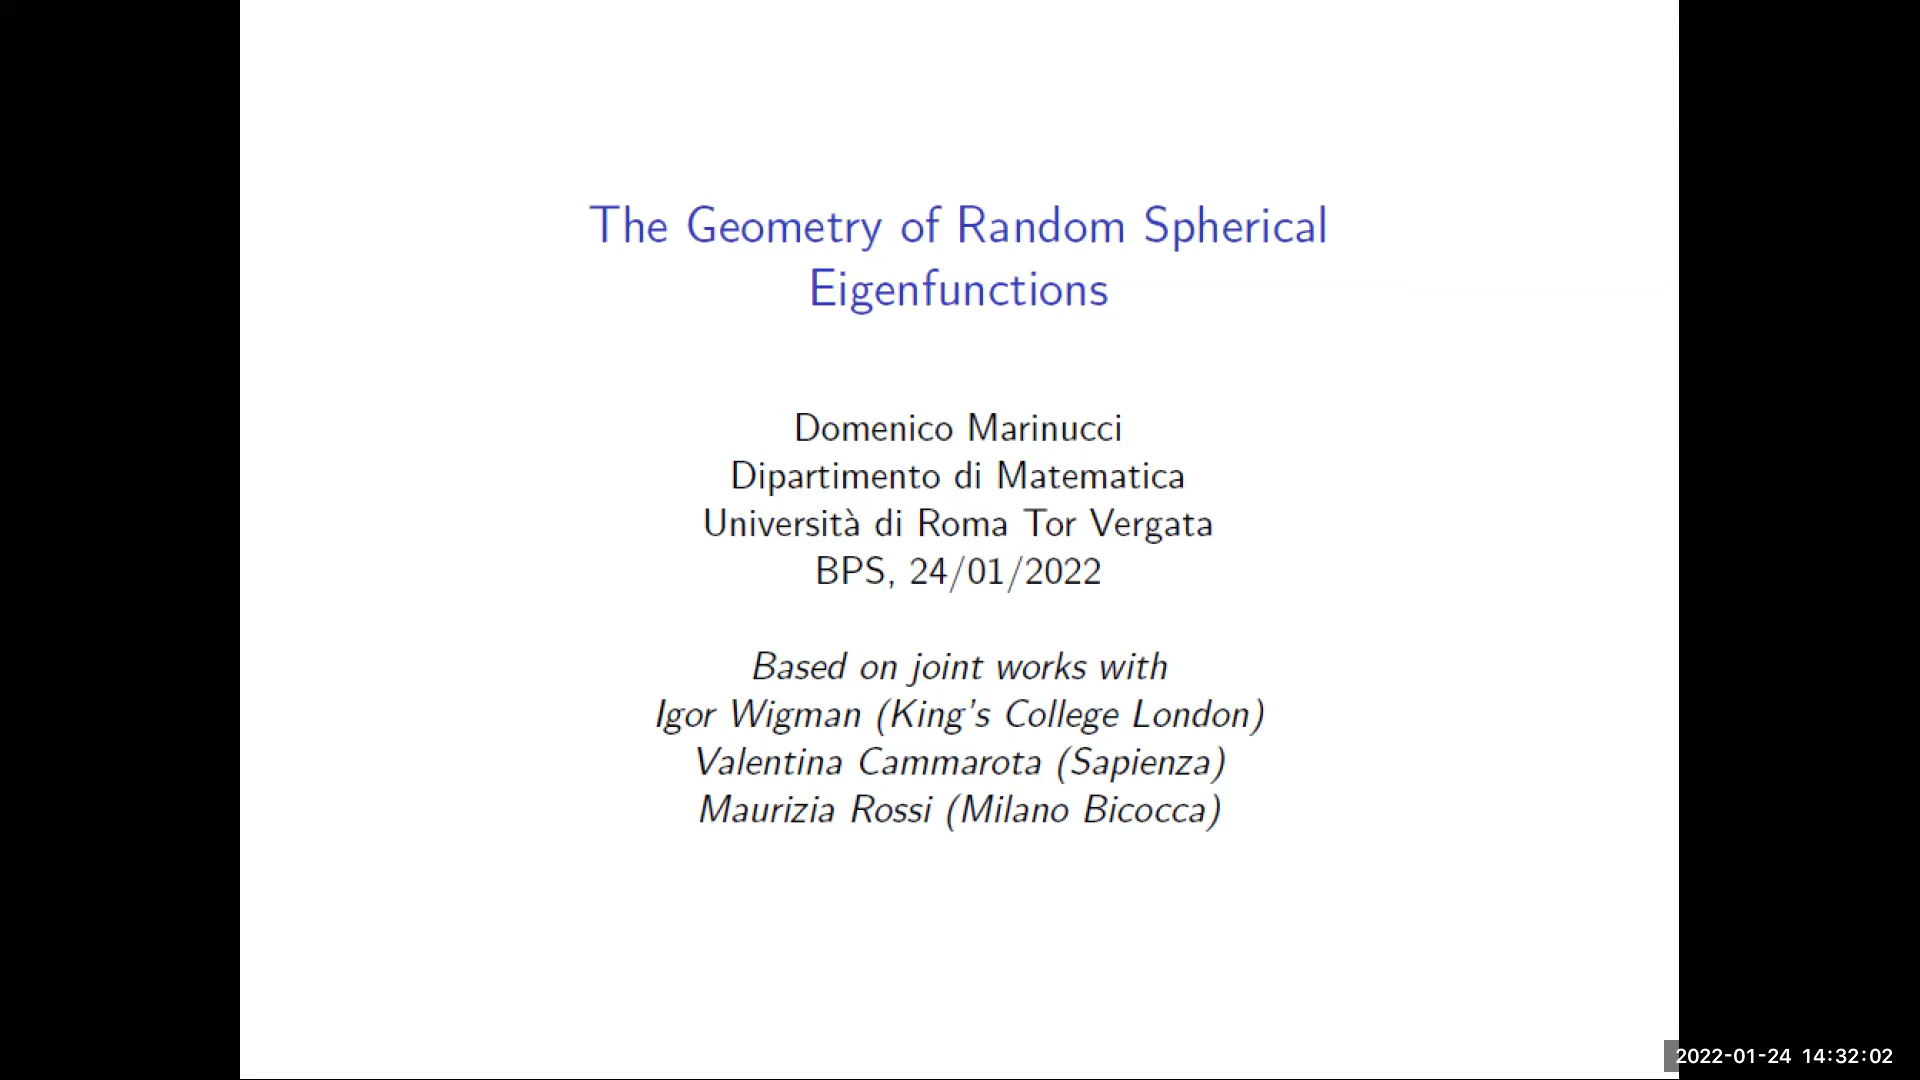 The Geometry of Random Spherical
Eigenfunctions
Domenico Marinucci
Dipartimento di Matematica
Università di Roma Tor Vergata
BPS, 24/01/2022
Based on joint works with
Igor Wigman (King's College London)
Valentina Cammarota (Sapienza)
Maurizia Rossi (Milano Bicocca)
2022-01-24 14:32:02